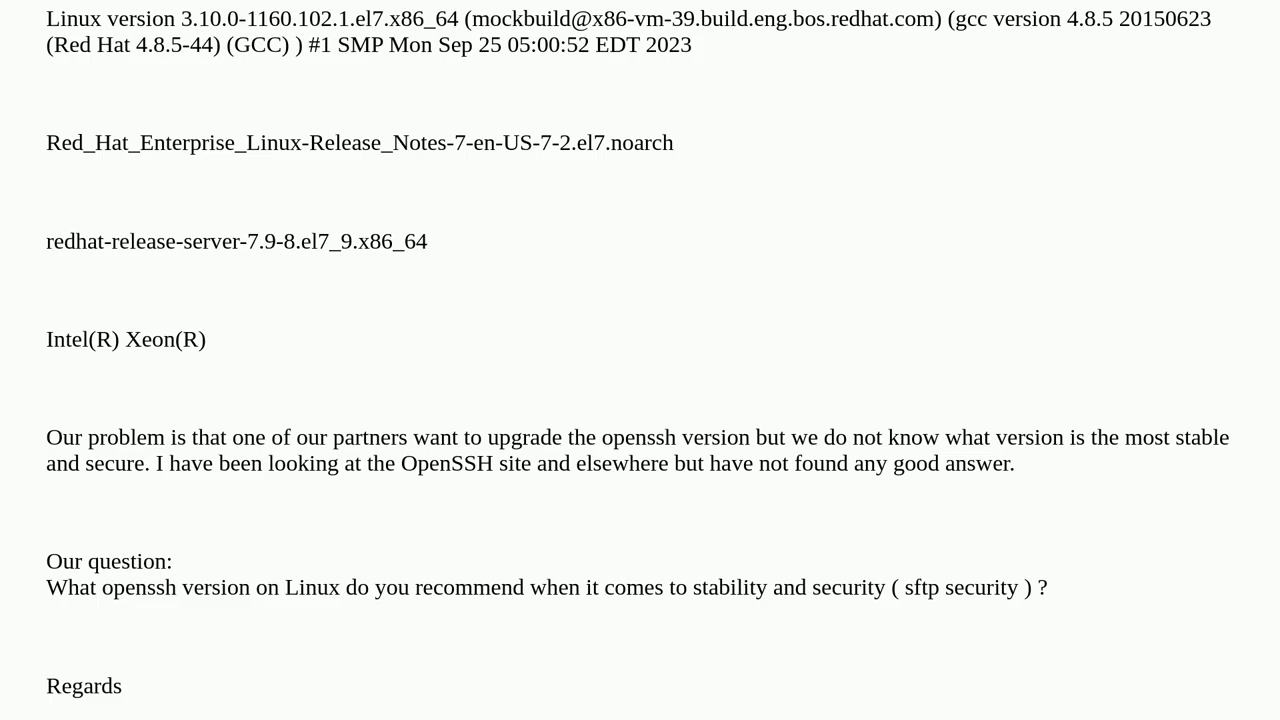 Linux version 3.10.0-1160.102.1.el7.x86_64 (mockbuild@x86-vm-39.build.eng.bos.redhat.com) (gcc version 4.8.5 20150623
(Red Hat 4.8.5-44) (GCC) ) #1 SMP Mon Sep 25 05:00:52 EDT 2023
Red_Hat_Enterprise_Linux-Release_Notes-7-en-US-7-2.el7.noarch
redhat-release-server-7.9-8.el7_9.x86_64
Intel(R) Xeon(R)
Our problem is that one of our partners want to upgrade the openssh version but we do not know what version is the most stable
and secure. I have been looking at the OpenSSH site and elsewhere but have not found any good answer.
Our question:
What openssh version on Linux do you recommend when it comes to stability and security ( sftp security ) ?
Regards